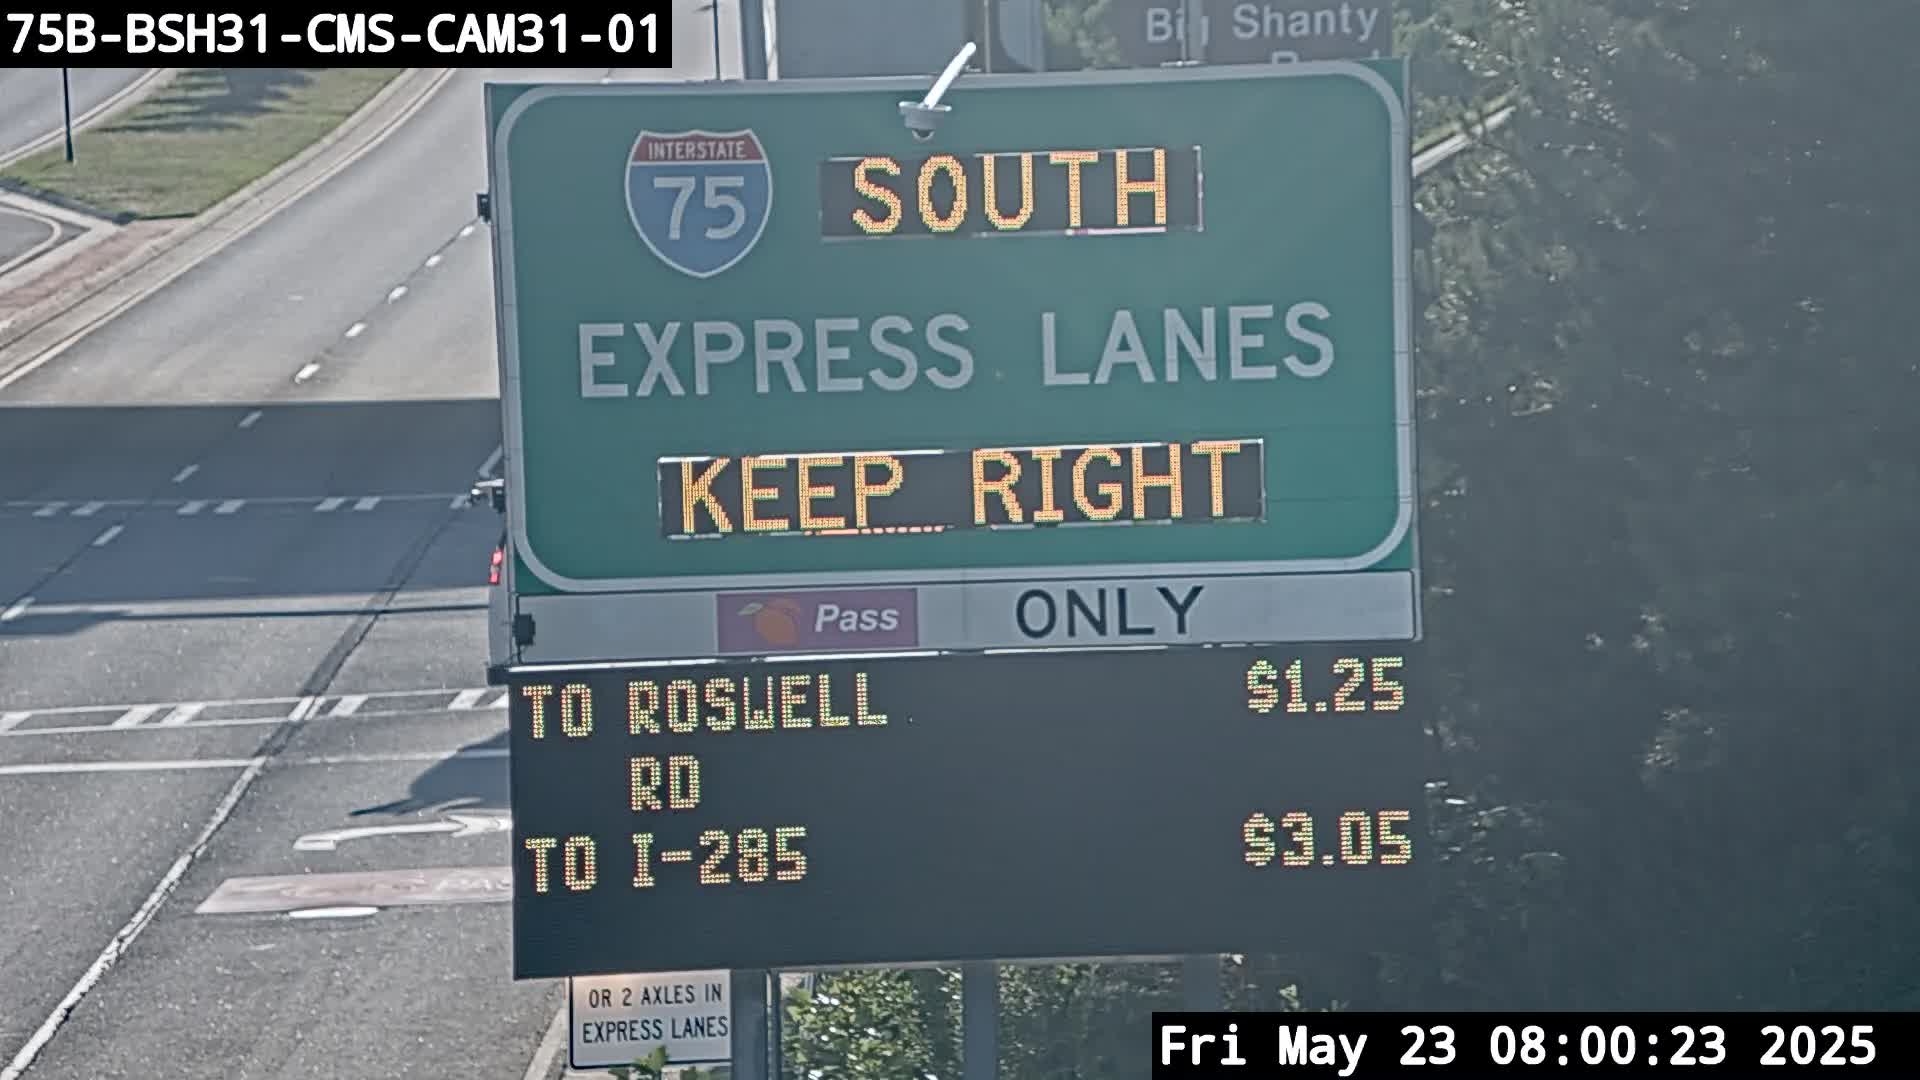 75B-BSH31-CMS-CAM31-01
Big Shanty
INTERSTATE
75
SOUTH
EXPRESS LANES
KEEP RIGHT
Pass ONLY
TO ROSWELL $1.25
RD
TO I-285 $3.05
OR 2 AXLES IN
EXPRESS LANES
Fri May 23 08:00:23 2025